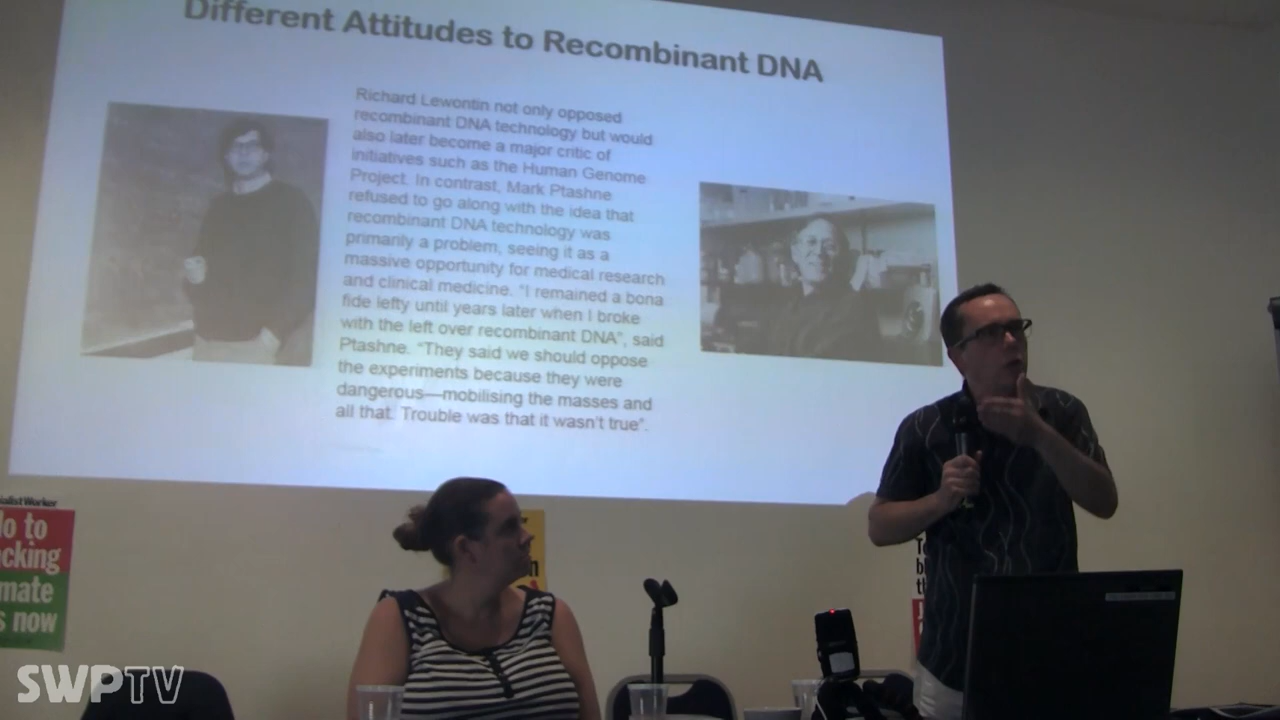 Different Attitudes to Recombinant DNA
Richard Lewontin not only opposed
recombinant DNA technology but would
also later become a major critic of
initiatives such as the Human Genome
Project. In contrast, Mark Ptashne
refused to go along with the idea that
recombinant DNA technology was
primarily a problem, seeing it as a
massive opportunity for medical research
and clinical medicine. “I remained a bona
fide lefty until years later when I broke
with the left over recombinant DNA”, said
Ptashne. “They said we should oppose
the experiments because they were
dangerous—mobilising the masses and
all that. Trouble was that it wasn’t true”.
ialistWorker
lo to
cking
mate
s now
SWPTV